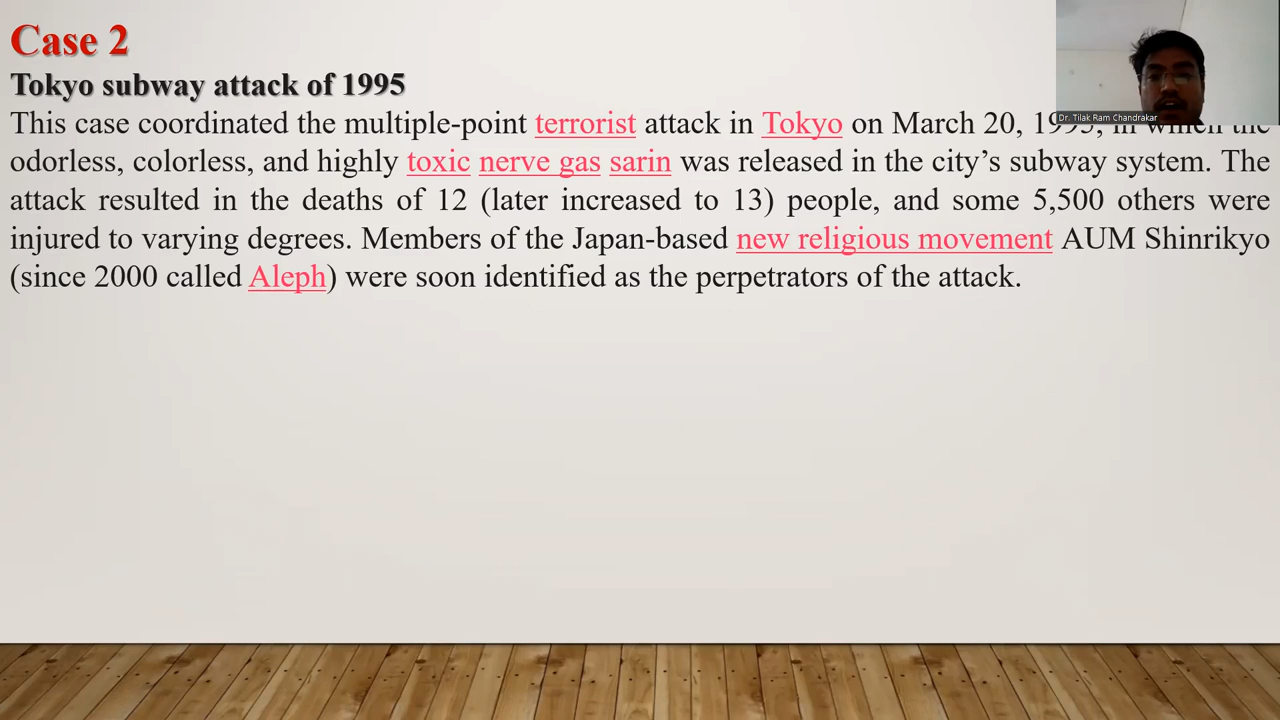 Case 2
Tokyo subway attack of 1995
This case coordinated the multiple-point terrorist attack in Tokyo on March 20, 1995, in which the
odorless, colorless, and highly toxic nerve gas sarin was released in the city’s subway system. The
attack resulted in the deaths of 12 (later increased to 13) people, and some 5,500 others were
injured to varying degrees. Members of the Japan-based new religious movement AUM Shinrikyo
(since 2000 called Aleph) were soon identified as the perpetrators of the attack.
Dr. Tilak Ram Chandrakar